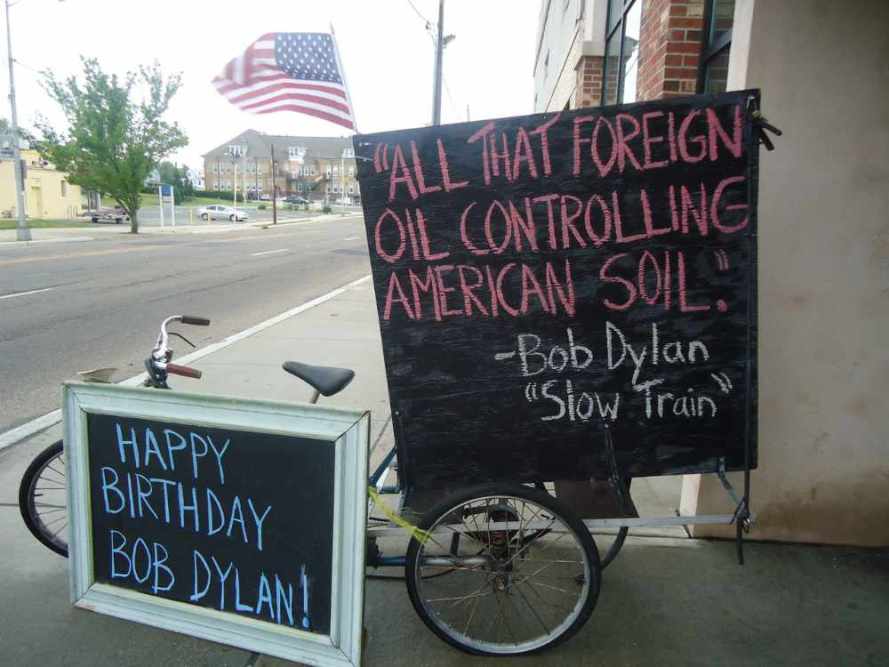 "ALL THAT FOREIGN
OIL CONTROLLING
AMERICAN SOIL."
-Bob Dylan
"Slow Train"
HAPPY
BIRTHDAY
BOB DYLAN!